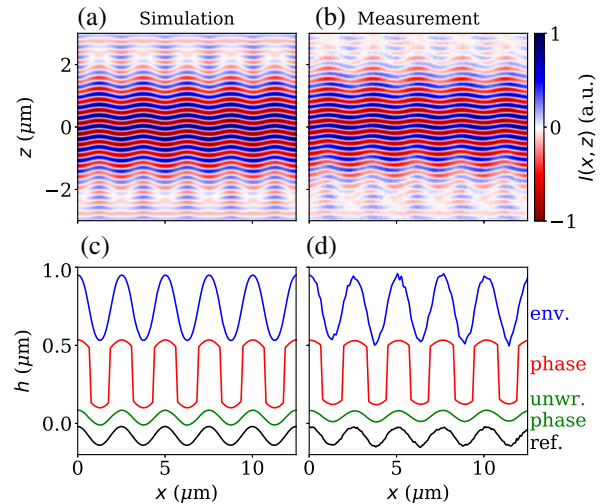 (a) Simulation
(b) Measurement
2
0
−2
z (μm)
1
0
−1
I(x, z) (a.u.)
(c)
(d)
1.0
0.5
0.0
h (μm)
env.
phase
unwr.
phase
ref.
0 5 10
0 5 10
x (μm)
x (μm)